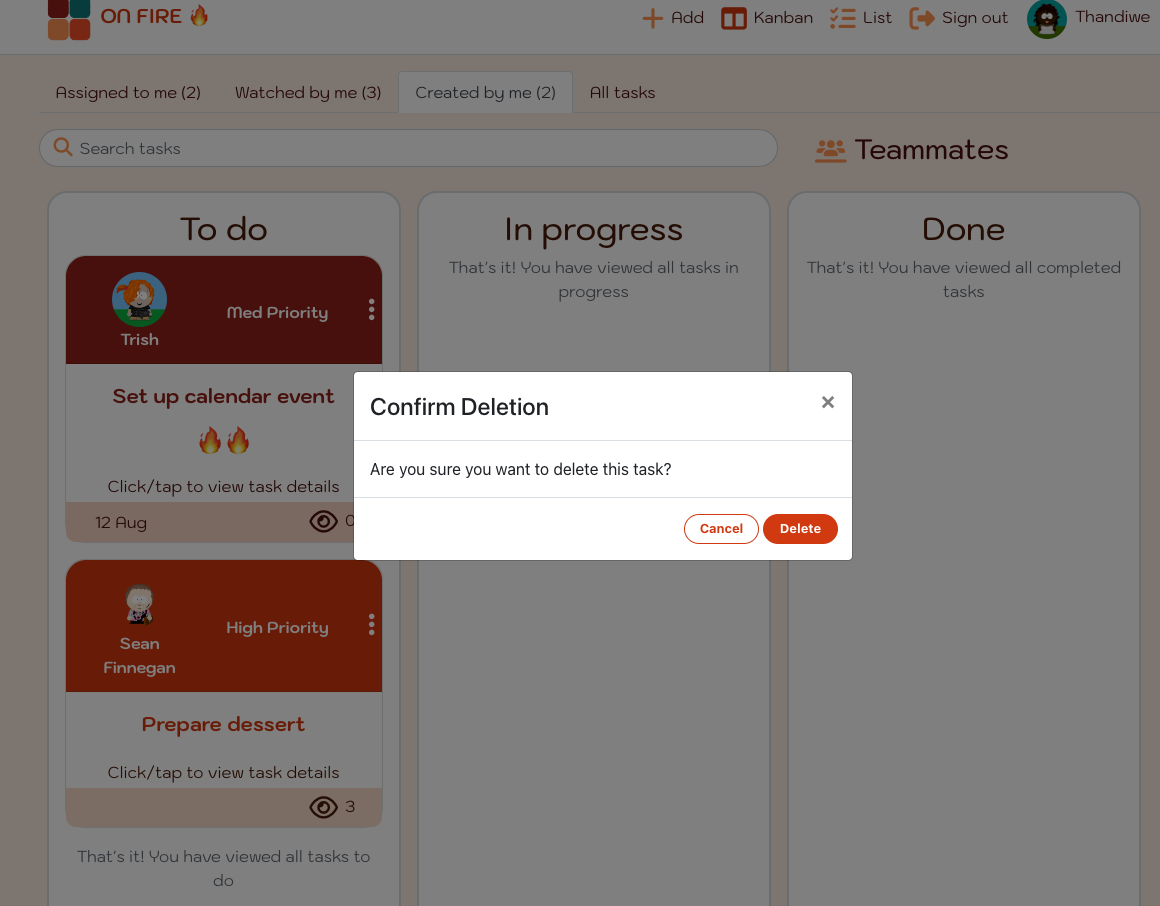 ON FIRE 🔥
Add
Kanban
List
Sign out
Thandiwe
Assigned to me (2)
Watched by me (3)
Created by me (2)
All tasks
Search tasks
Teammates
To do
Trish
Med Priority
Set up calendar event
🔥🔥
Click/tap to view task details
12 Aug
0
Sean
Finnegan
High Priority
Prepare dessert
Click/tap to view task details
3
That's it! You have viewed all tasks to
do
In progress
That's it! You have viewed all tasks in
progress
Done
That's it! You have viewed all completed
tasks
Confirm Deletion
×
Are you sure you want to delete this task?
Cancel
Delete